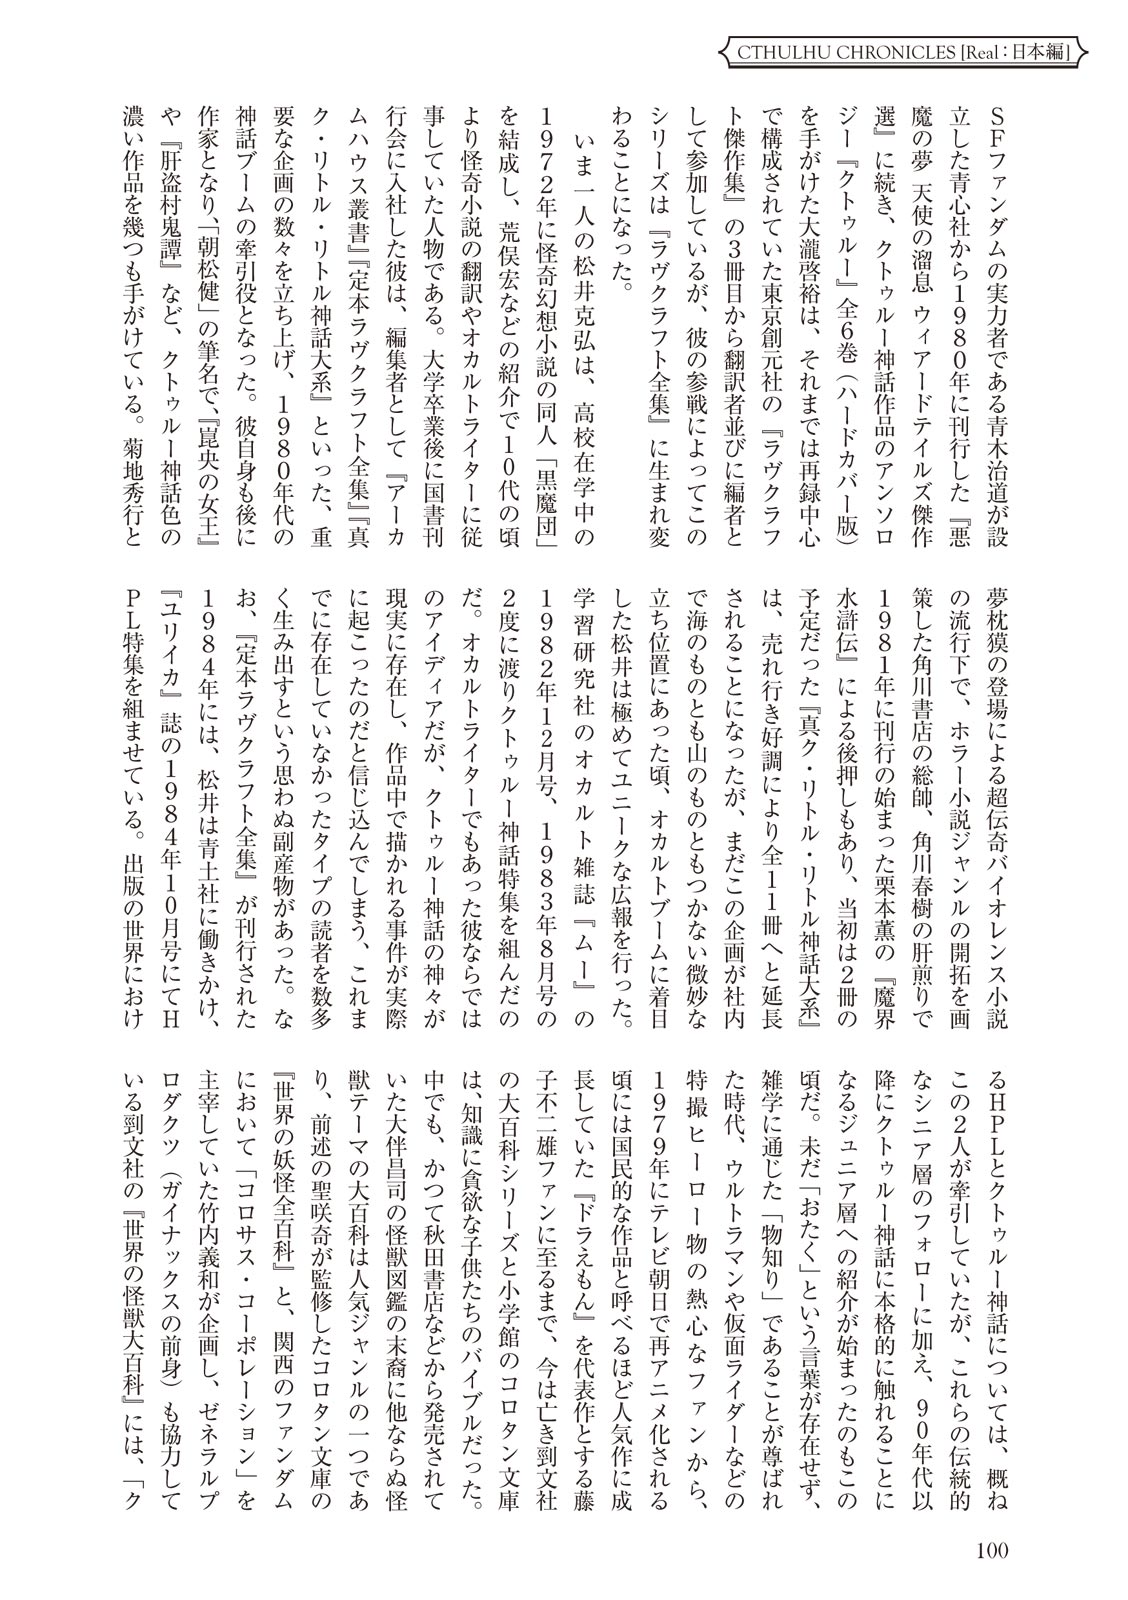 CTHULHU CHRONICLES [Real：日本編]
ＳＦファンダムの実力者である青木治道が設
立した青心社から１９８０年に刊行した『悪
魔の夢 天使の溜息 ウィアードテイルズ傑作
選』に続き、クトゥルー神話作品のアンソロ
ジー『クトゥルー』全６巻（ハードカバー版）
を手がけた大瀧啓裕は、それまでは再録中心
で構成されていた東京創元社の『ラヴクラフ
ト傑作集』の３冊目から翻訳者並びに編者と
して参加しているが、彼の参戦によってこの
シリーズは『ラヴクラフト全集』に生まれ変
わることになった。
いま一人の松井克弘は、高校在学中の
１９７２年に怪奇幻想小説の同人「黒魔団」
を結成し、荒俣宏などの紹介で１０代の頃
より怪奇小説の翻訳やオカルトライターに従
事していた人物である。大学卒業後に国書刊
行会に入社した彼は、編集者として『アーカ
ムハウス叢書』『定本ラヴクラフト全集』『真
ク・リトル・リトル神話大系』といった、重
要な企画の数々を立ち上げ、１９８０年代の
神話ブームの牽引役となった。彼自身も後に
作家となり、「朝松健」の筆名で、『崑央の女王』
や『肝盗村鬼譚』など、クトゥルー神話色の
濃い作品を幾つも手がけている。菊地秀行と
夢枕獏の登場による超伝奇バイオレンス小説
の流行下で、ホラー小説ジャンルの開拓を画
策した角川書店の総帥、角川春樹の肝煎りで
１９８１年に刊行の始まった栗本薫の『魔界
水滸伝』による後押しもあり、当初は２冊の
予定だった『真ク・リトル・リトル神話大系』
は、売れ行き好調により全１１冊へと延長
されることになったが、まだこの企画が社内
で海のものとも山のものともつかない微妙な
立ち位置にあった頃、オカルトブームに着目
した松井は極めてユニークな広報を行った。
学習研究社のオカルト雑誌『ムー』の
１９８２年１２月号、１９８３年８月号の
２度に渡りクトゥルー神話特集を組んだの
だ。オカルトライターでもあった彼ならでは
のアイディアだが、クトゥルー神話の神々が
現実に存在し、作品中で描かれる事件が実際
に起こったのだと信じ込んでしまう、これま
でに存在していなかったタイプの読者を数多
く生み出すという思わぬ副産物があった。な
お、『定本ラヴクラフト全集』が刊行された
１９８４年には、松井は青土社に働きかけ、
『ユリイカ』誌の１９８４年１０月号にてＨ
ＰＬ特集を組ませている。出版の世界におけ
るＨＰＬとクトゥルー神話については、概ね
この２人が牽引していたが、これらの伝統的
なシニア層のフォローに加え、９０年代以
降にクトゥルー神話に本格的に触れることに
なるジュニア層への紹介が始まったのもこの
頃だ。未だ「おたく」という言葉が存在せず、
雑学に通じた「物知り」であることが尊ばれ
た時代、ウルトラマンや仮面ライダーなどの
特撮ヒーロー物の熱心なファンから、
１９７９年にテレビ朝日で再アニメ化される
頃には国民的な作品と呼べるほど人気作に成
長していた『ドラえもん』を代表作とする藤
子不二雄ファンに至るまで、今は亡き勁文社
の大百科シリーズと小学館のコロタン文庫
は、知識に貪欲な子供たちのバイブルだった。
中でも、かつて秋田書店などから発売されて
いた大伴昌司の怪獣図鑑の末裔に他ならぬ怪
獣テーマの大百科は人気ジャンルの一つであ
り、前述の聖咲奇が監修したコロタン文庫の
『世界の妖怪全百科』と、関西のファンダム
において「コロサス・コーポレーション」を
主宰していた竹内義和が企画し、ゼネラルプ
ロダクツ（ガイナックスの前身）も協力して
いる勁文社の『世界の怪獣大百科』には、「ク
100